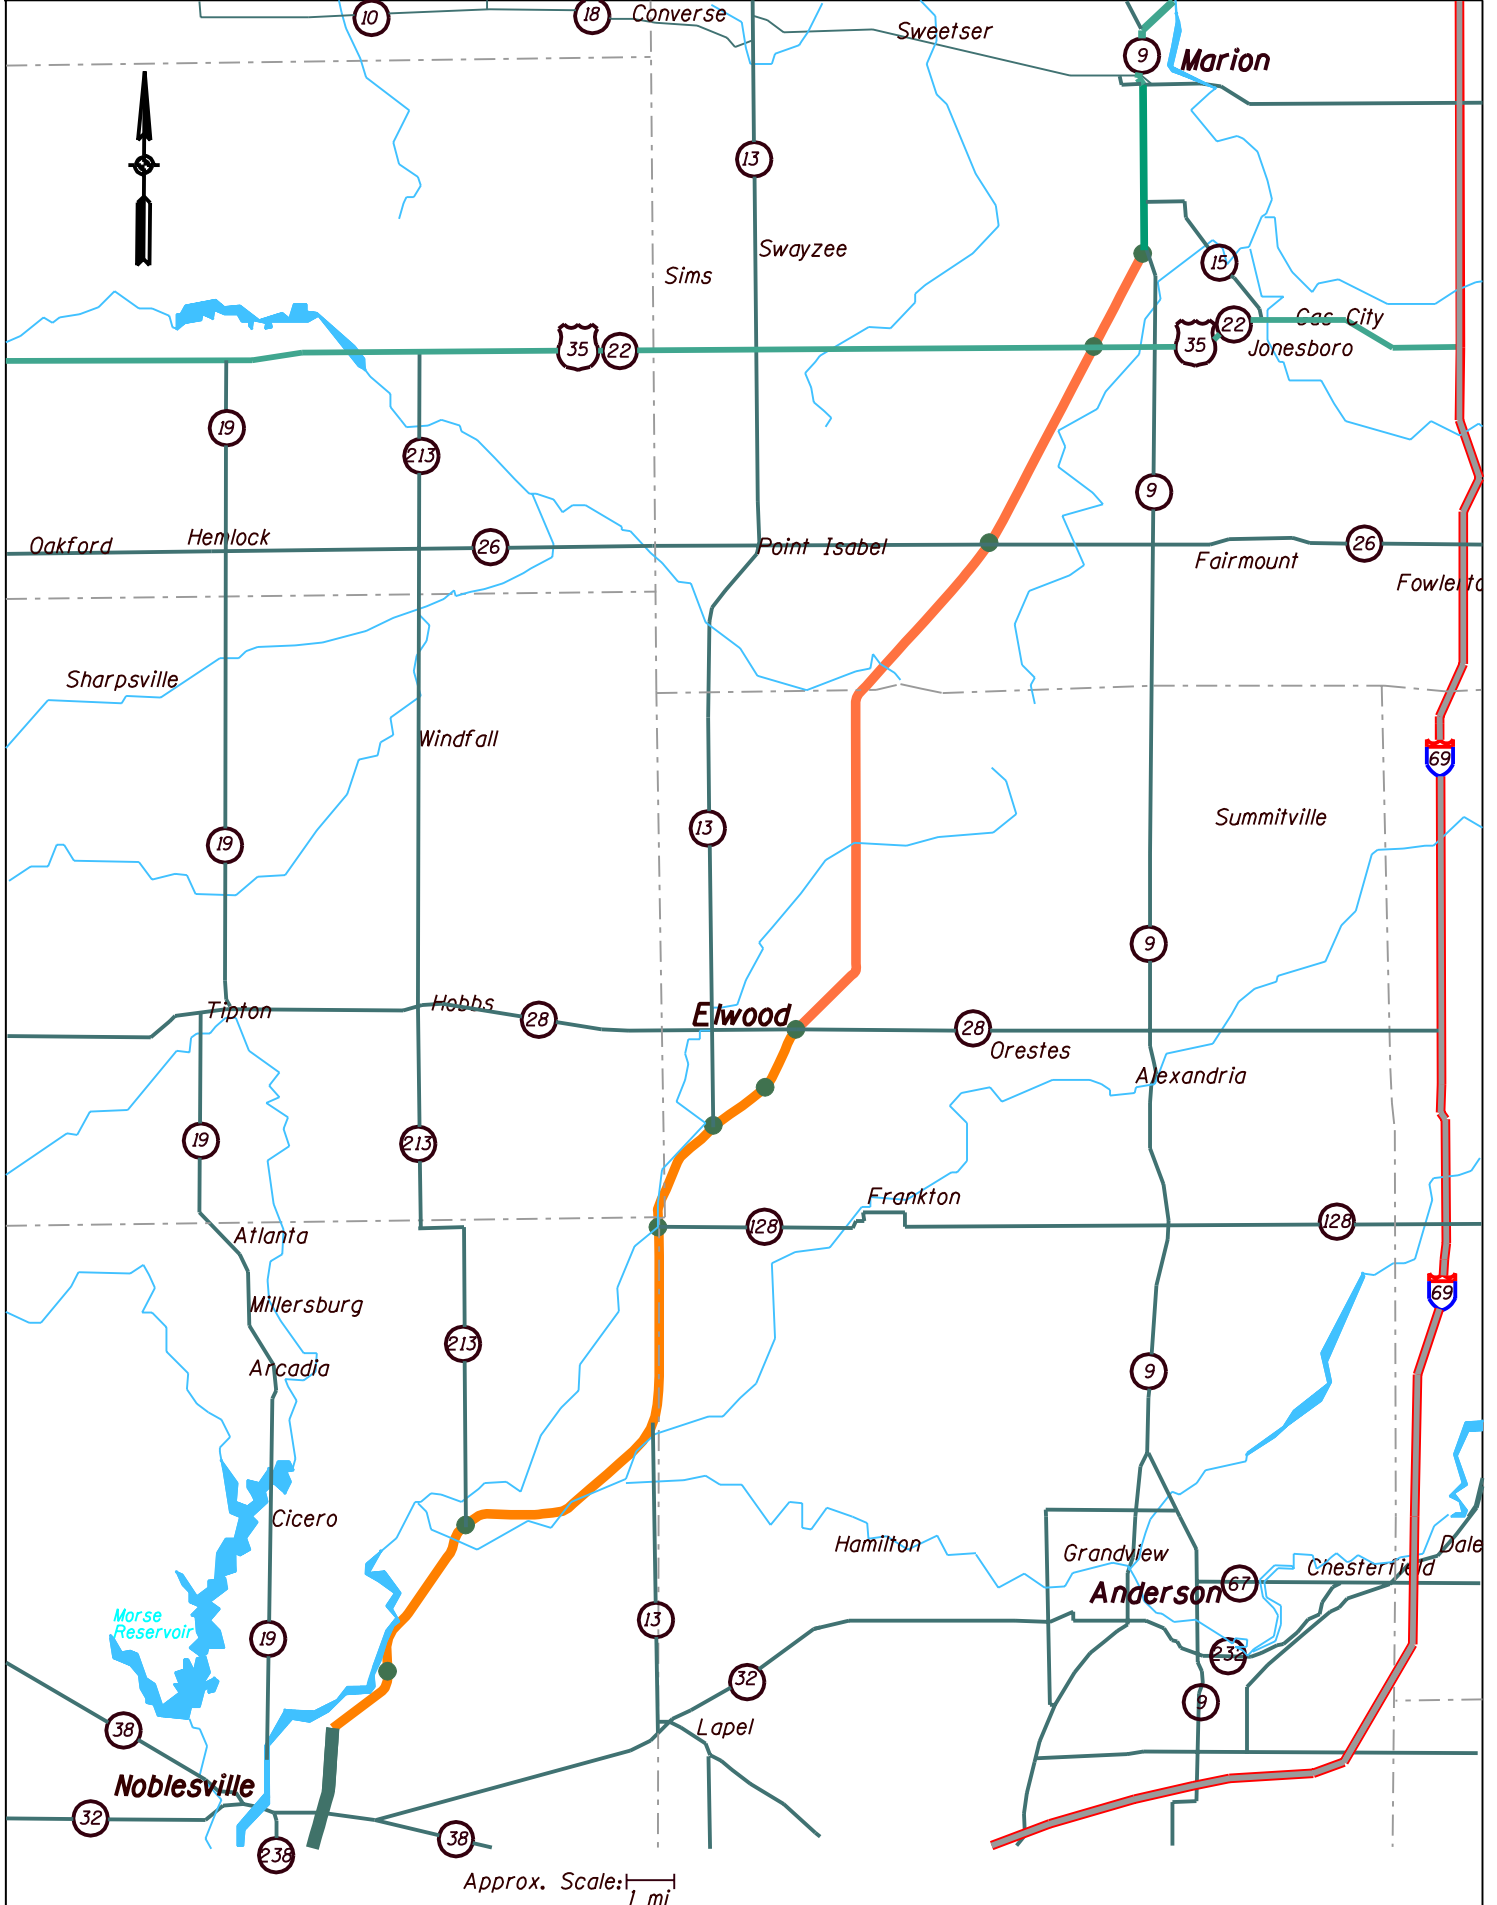 10
18
Converse
Sweetser
9
Marion
13
Swayzee
Sims
15
22
Gas City
35
22
35
Jonesboro
19
213
9
Oakford
Hemlock
26
Point Isabel
26
Fairmount
Sharpsville
Windfall
69
Summitville
13
19
9
Tipton
Hobbs
28
Elwood
28
Orestes
Alexandria
19
213
Frankton
128
128
Atlanta
Millersburg
69
213
Arcadia
9
Cicero
Hamilton
Grandview
Chesterfield
Dale
Anderson
67
Morse
Reservoir
19
13
232
32
9
38
Lapel
Noblesville
32
38
238
Approx. Scale:
1 mi